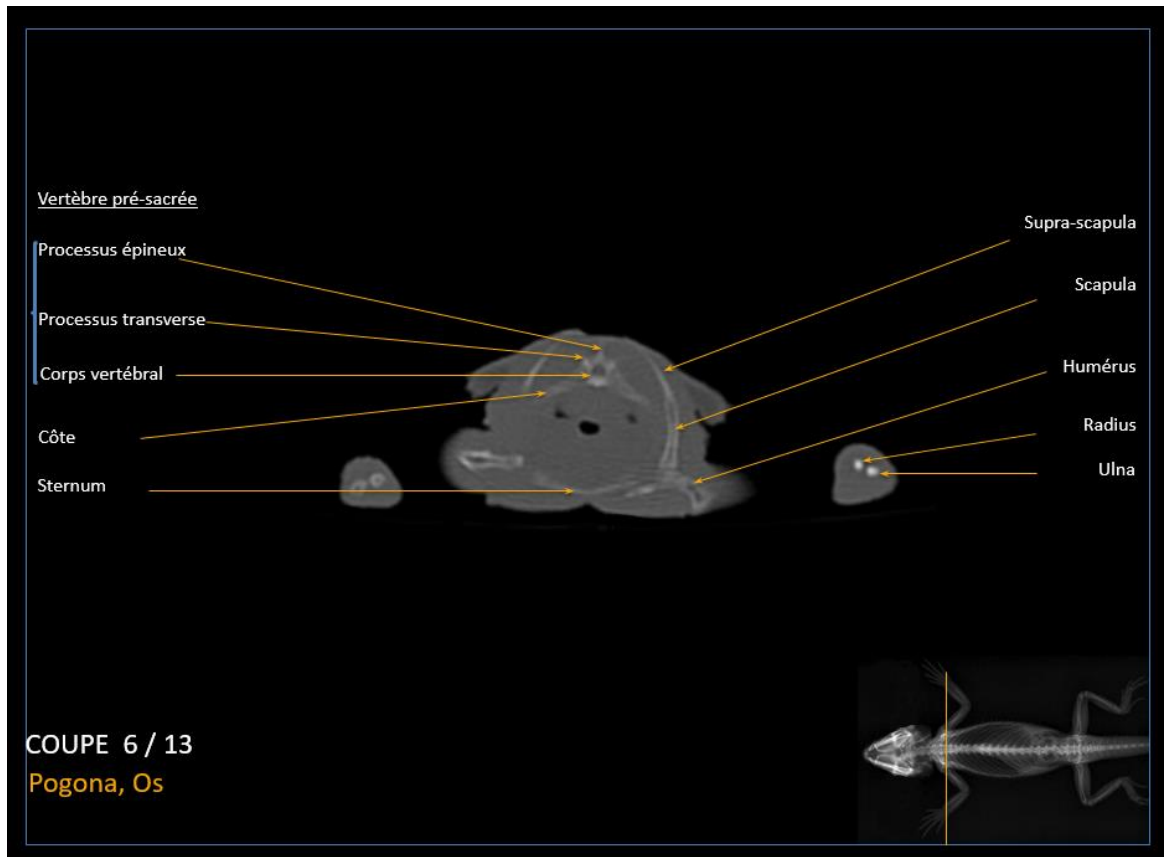 Vertèbre pré-sacrée
Processus épineux
Processus transverse
Corps vertébral
Côte
Sternum
Supra-scapula
Scapula
Humérus
Radius
Ulna
COUPE 6 / 13
Pogona, Os